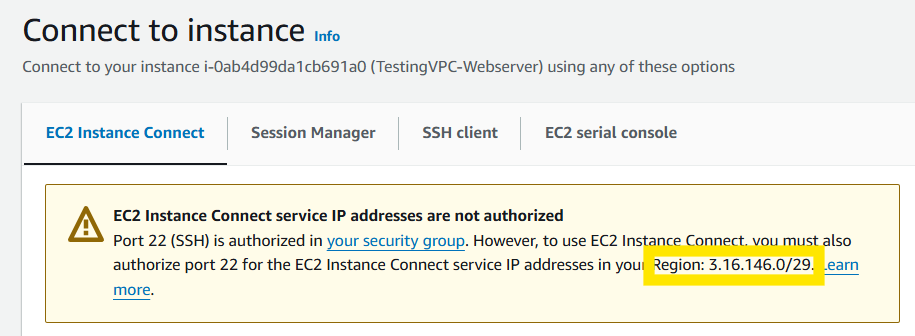 Connect to instance Info
Connect to your instance i-0ab4d99da1cb691a0 (TestingVPC-Webserver) using any of these options
EC2 Instance Connect Session Manager SSH client EC2 serial console
EC2 Instance Connect service IP addresses are not authorized
Port 22 (SSH) is authorized in your security group. However, to use EC2 Instance Connect, you must also
authorize port 22 for the EC2 Instance Connect service IP addresses in your Region: 3.16.146.0/29. Learn
more.